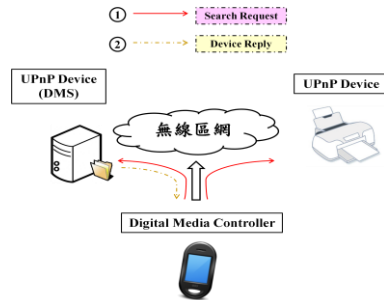 ① Search Request
② Device Reply
UPnP Device
(DMS)
UPnP Device
無線區網
Digital Media Controller